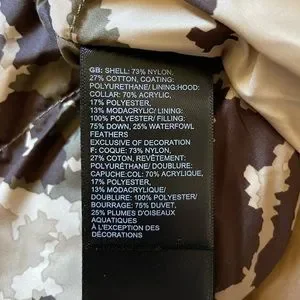 GB: SHELL: 73% NYLON,
27% COTTON, COATING:
POLYURETHANE/ LINING:HOOD:
COLLAR: 70% ACRYLIC,
17% POLYESTER,
13% MODACRYLIC/ LINING:
100% POLYESTER/ FILLING:
75% DOWN, 25% WATERFOWL
FEATHERS
EXCLUSIVE OF DECORATION
F: COQUE: 73% NYLON,
27% COTON, REVÊTEMENT:
POLYURÉTHANE/ DOUBLURE:
CAPUCHE:COL: 70% ACRYLIQUE,
17% POLYESTER,
13% MODACRYLIQUE/
DOUBLURE: 100% POLYESTER/
BOURRAGE: 75% DUVET,
25% PLUMES D'OISEAUX
AQUATIQUES
À L'EXCEPTION DES
DÉCORATIONS